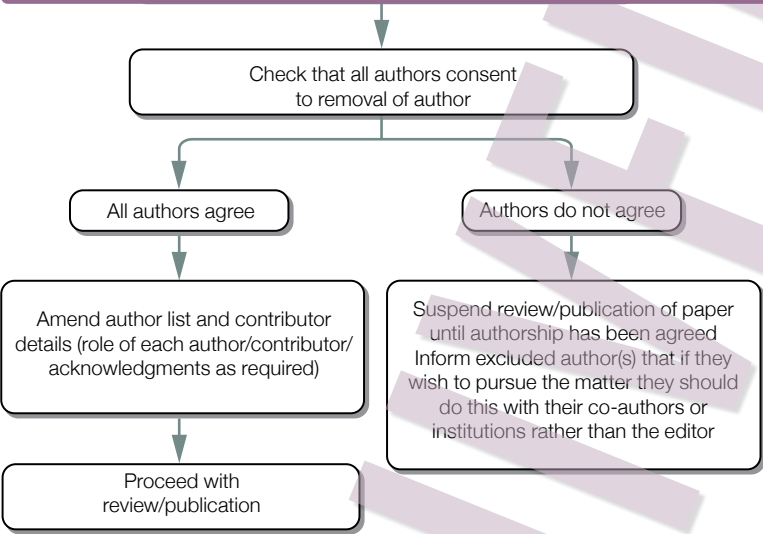 Check that all authors consent
to removal of author
All authors agree
Authors do not agree
Amend author list and contributor
details (role of each author/contributor/
acknowledgments as required)
Suspend review/publication of paper
until authorship has been agreed
Inform excluded author(s) that if they
wish to pursue the matter they should
do this with their co-authors or
institutions rather than the editor
Proceed with
review/publication